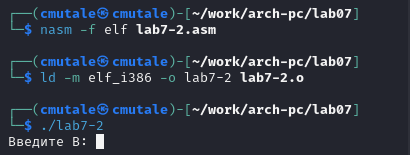 ┌──(cmutale㉿cmutale)-[~/work/arch-pc/lab07]
└─$ nasm -f elf lab7-2.asm
┌──(cmutale㉿cmutale)-[~/work/arch-pc/lab07]
└─$ ld -m elf_i386 -o lab7-2 lab7-2.o
┌──(cmutale㉿cmutale)-[~/work/arch-pc/lab07]
└─$ ./lab7-2
Введите B: